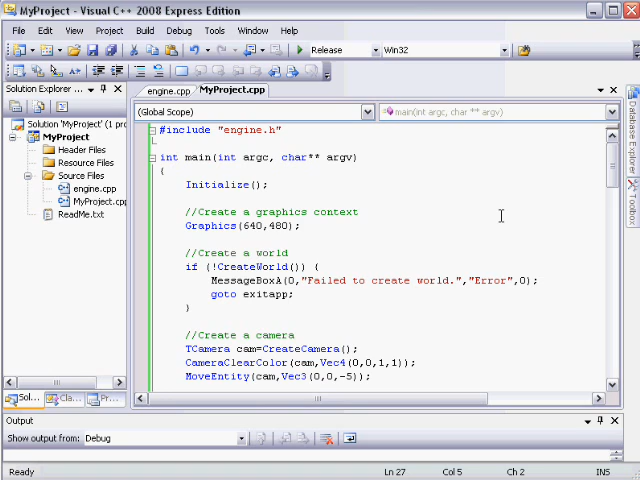 MyProject - Visual C++ 2008 Express Edition
File Edit View Project Build Debug Tools Window Help
Release Win32
Solution Explorer ...
engine.cpp MyProject.cpp
(Global Scope) main(int argc, char ** argv)
Solution 'MyProject' (1 pro
MyProject
Header Files
Resource Files
Source Files
engine.cpp
MyProject.cpp
ReadMe.txt
#include "engine.h"
int main(int argc, char** argv)
{
Initialize();
//Create a graphics context
Graphics(640,480);
//Create a world
if (!CreateWorld()) {
MessageBoxA(0,"Failed to create world.","Error",0);
goto exitapp;
}
//Create a camera
TCamera cam=CreateCamera();
CameraClearColor(cam,Vec4(0,0,1,1));
MoveEntity(cam,Vec3(0,0,-5));
Database Explorer
Toolbox
Sol... Cla... Pr...
Output
Show output from: Debug
Ready Ln 27 Col 5 Ch 2 INS